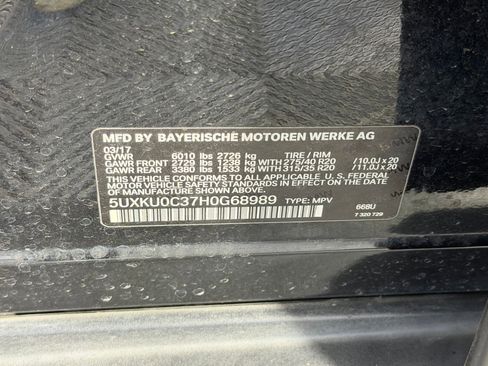 MFD BY BAYERISCHE MOTOREN WERKE AG
03/17
GVWR 6010 lbs 2726 kg TIRE / RIM
GAWR FRONT 2729 lbs 1238 kg WITH 275/40 R20 /10.0J x 20
GAWR REAR 3380 lbs 1533 kg WITH 315/35 R20 /11.0J x 20
THIS VEHICLE CONFORMS TO ALL APPLICABLE U. S. FEDERAL
MOTOR VEHICLE SAFETY STANDARDS IN EFFECT ON THE DATE OF
MANUFACTURE SHOWN ABOVE.
5UXKU0C37H0G68989 TYPE: MPV 668U
7 320 729